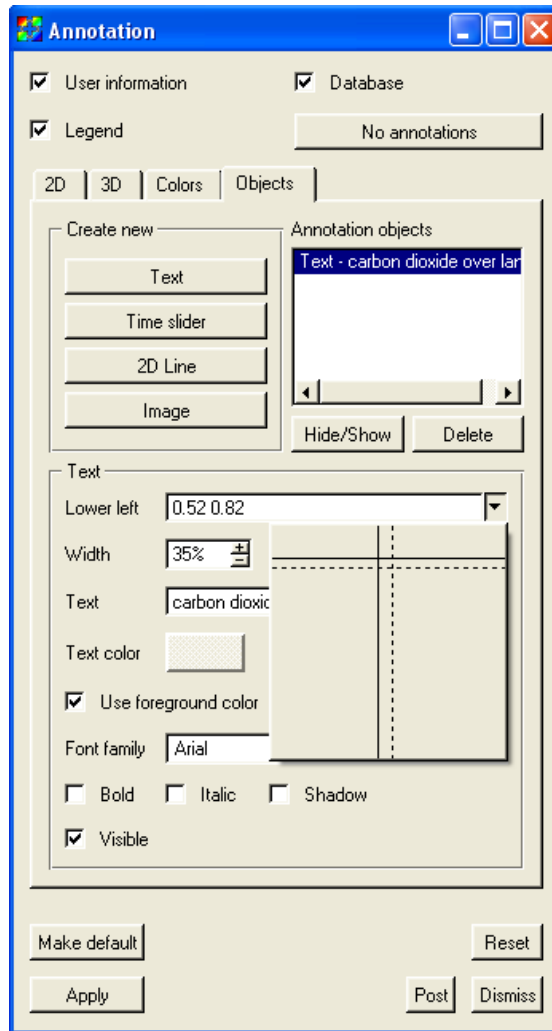 Annotation
User information
Database
Legend
No annotations
2D
3D
Colors
Objects
Create new
Text
Time slider
2D Line
Image
Annotation objects
Text - carbon dioxide over lan
Hide/Show
Delete
Text
Lower left
0.52 0.82
Width
35%
Text
carbon dioxid
Text color
Use foreground color
Font family
Arial
Bold
Italic
Shadow
Visible
Make default
Reset
Apply
Post
Dismiss